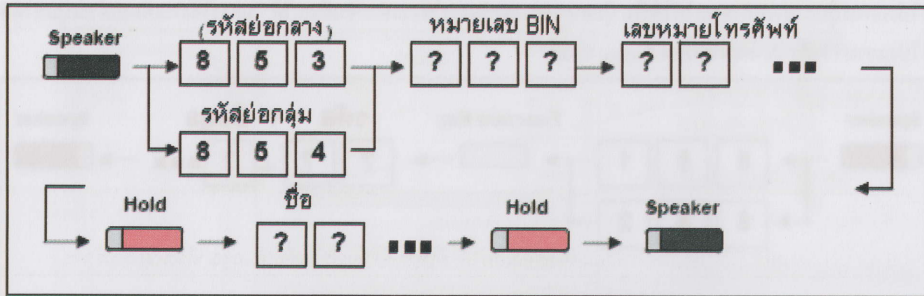 Speaker
(รหัสย่อกลาง)
8 5 3
หมายเลข BIN
? ? ?
เลขหมายโทรศัพท์
? ? ...
รหัสย่อกลุ่ม
8 5 4
Hold
ชื่อ
? ? ...
Hold
Speaker